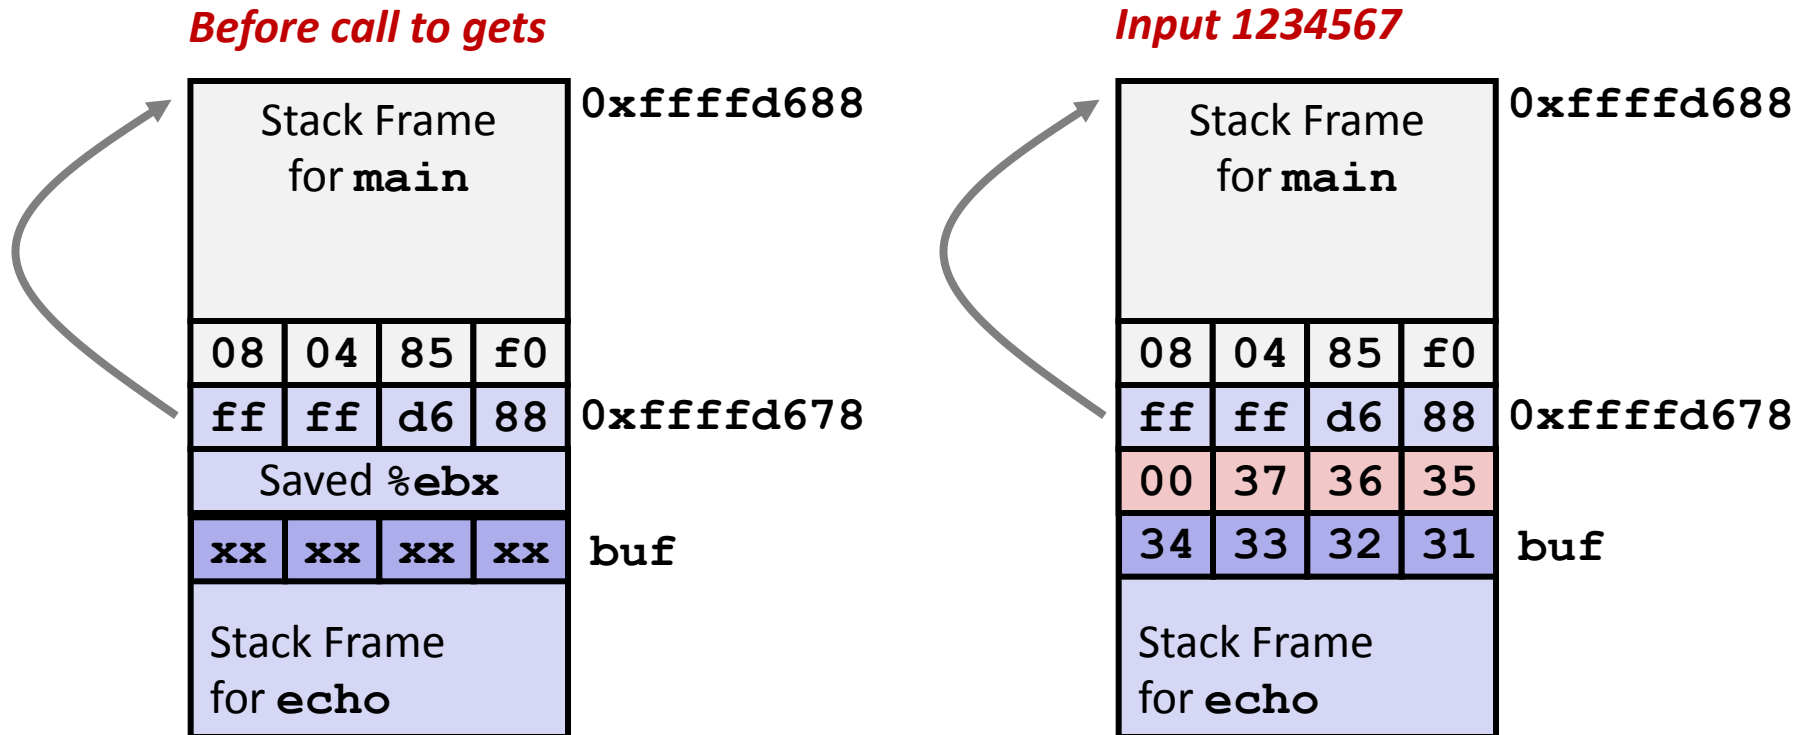 Before call to gets
Stack Frame
for main
0xffffd688
08 04 85 f0
ff ff d6 88
0xffffd678
Saved %ebx
xx xx xx xx
buf
Stack Frame
for echo
Input 1234567
Stack Frame
for main
0xffffd688
08 04 85 f0
ff ff d6 88
0xffffd678
00 37 36 35
34 33 32 31
buf
Stack Frame
for echo